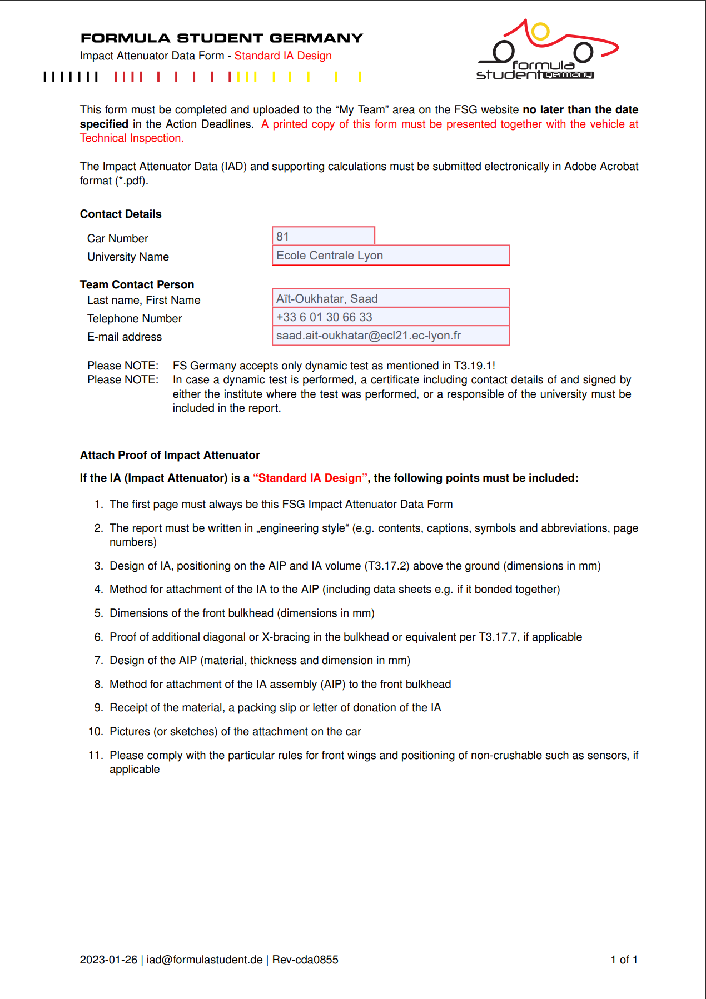 FORMULA STUDENT GERMANY
Impact Attenuator Data Form - Standard IA Design
formula
student germany
This form must be completed and uploaded to the “My Team” area on the FSG website no later than the date
specified in the Action Deadlines. A printed copy of this form must be presented together with the vehicle at
Technical Inspection.
The Impact Attenuator Data (IAD) and supporting calculations must be submitted electronically in Adobe Acrobat
format (*.pdf).
Contact Details
Car Number 81
University Name Ecole Centrale Lyon
Team Contact Person
Last name, First Name Aït-Oukhatar, Saad
Telephone Number +33 6 01 30 66 33
E-mail address saad.ait-oukhatar@ecl21.ec-lyon.fr
Please NOTE: FS Germany accepts only dynamic test as mentioned in T3.19.1!
Please NOTE: In case a dynamic test is performed, a certificate including contact details of and signed by
either the institute where the test was performed, or a responsible of the university must be
included in the report.
Attach Proof of Impact Attenuator
If the IA (Impact Attenuator) is a “Standard IA Design”, the following points must be included:
1. The first page must always be this FSG Impact Attenuator Data Form
2. The report must be written in „engineering style“ (e.g. contents, captions, symbols and abbreviations, page
numbers)
3. Design of IA, positioning on the AIP and IA volume (T3.17.2) above the ground (dimensions in mm)
4. Method for attachment of the IA to the AIP (including data sheets e.g. if it bonded together)
5. Dimensions of the front bulkhead (dimensions in mm)
6. Proof of additional diagonal or X-bracing in the bulkhead or equivalent per T3.17.7, if applicable
7. Design of the AIP (material, thickness and dimension in mm)
8. Method for attachment of the IA assembly (AIP) to the front bulkhead
9. Receipt of the material, a packing slip or letter of donation of the IA
10. Pictures (or sketches) of the attachment on the car
11. Please comply with the particular rules for front wings and positioning of non-crushable such as sensors, if
applicable
2023-01-26 | iad@formulastudent.de | Rev-cda0855 1 of 1